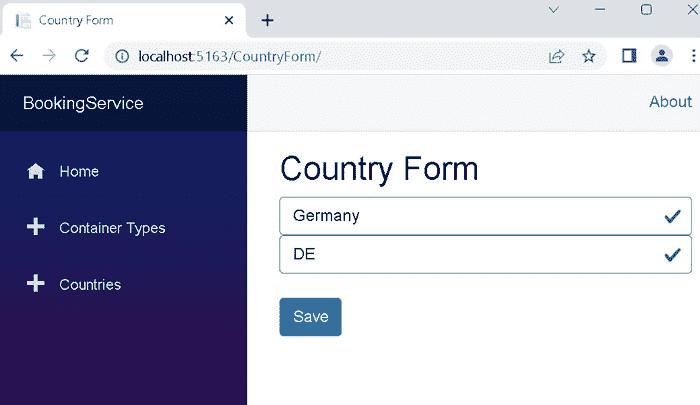 Country Form
localhost:5163/CountryForm/
BookingService
About
Home
Container Types
Countries
Country Form
Germany
DE
Save